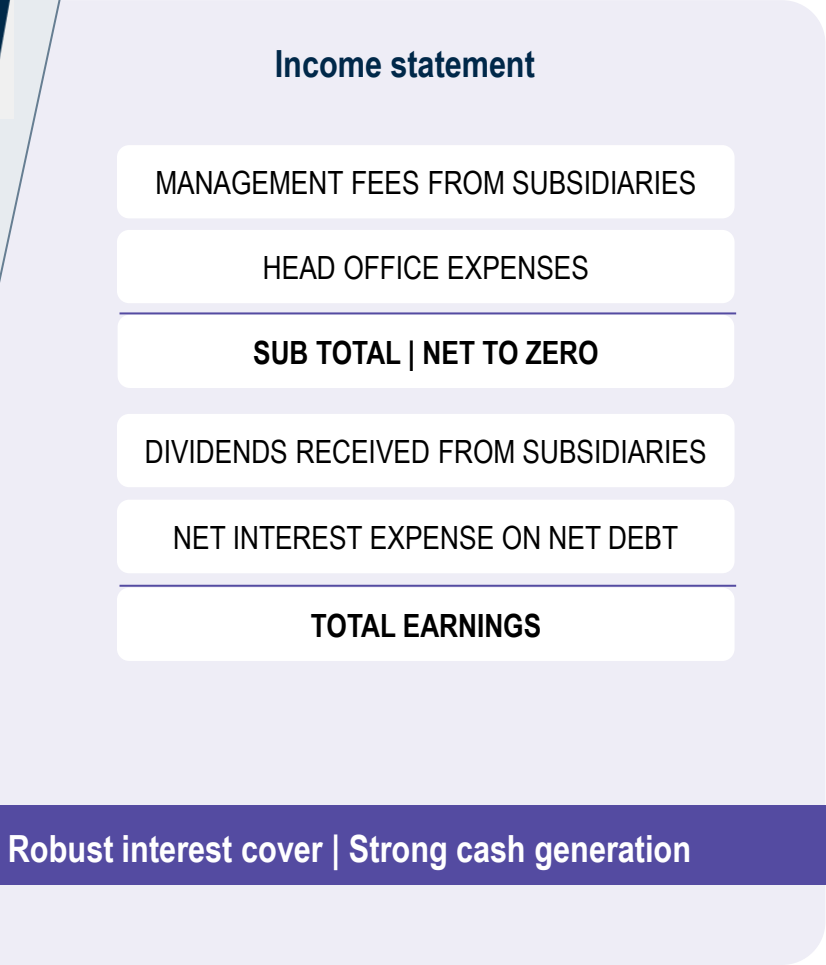 Income statement
MANAGEMENT FEES FROM SUBSIDIARIES
HEAD OFFICE EXPENSES
SUB TOTAL | NET TO ZERO
DIVIDENDS RECEIVED FROM SUBSIDIARIES
NET INTEREST EXPENSE ON NET DEBT
TOTAL EARNINGS
Robust interest cover | Strong cash generation